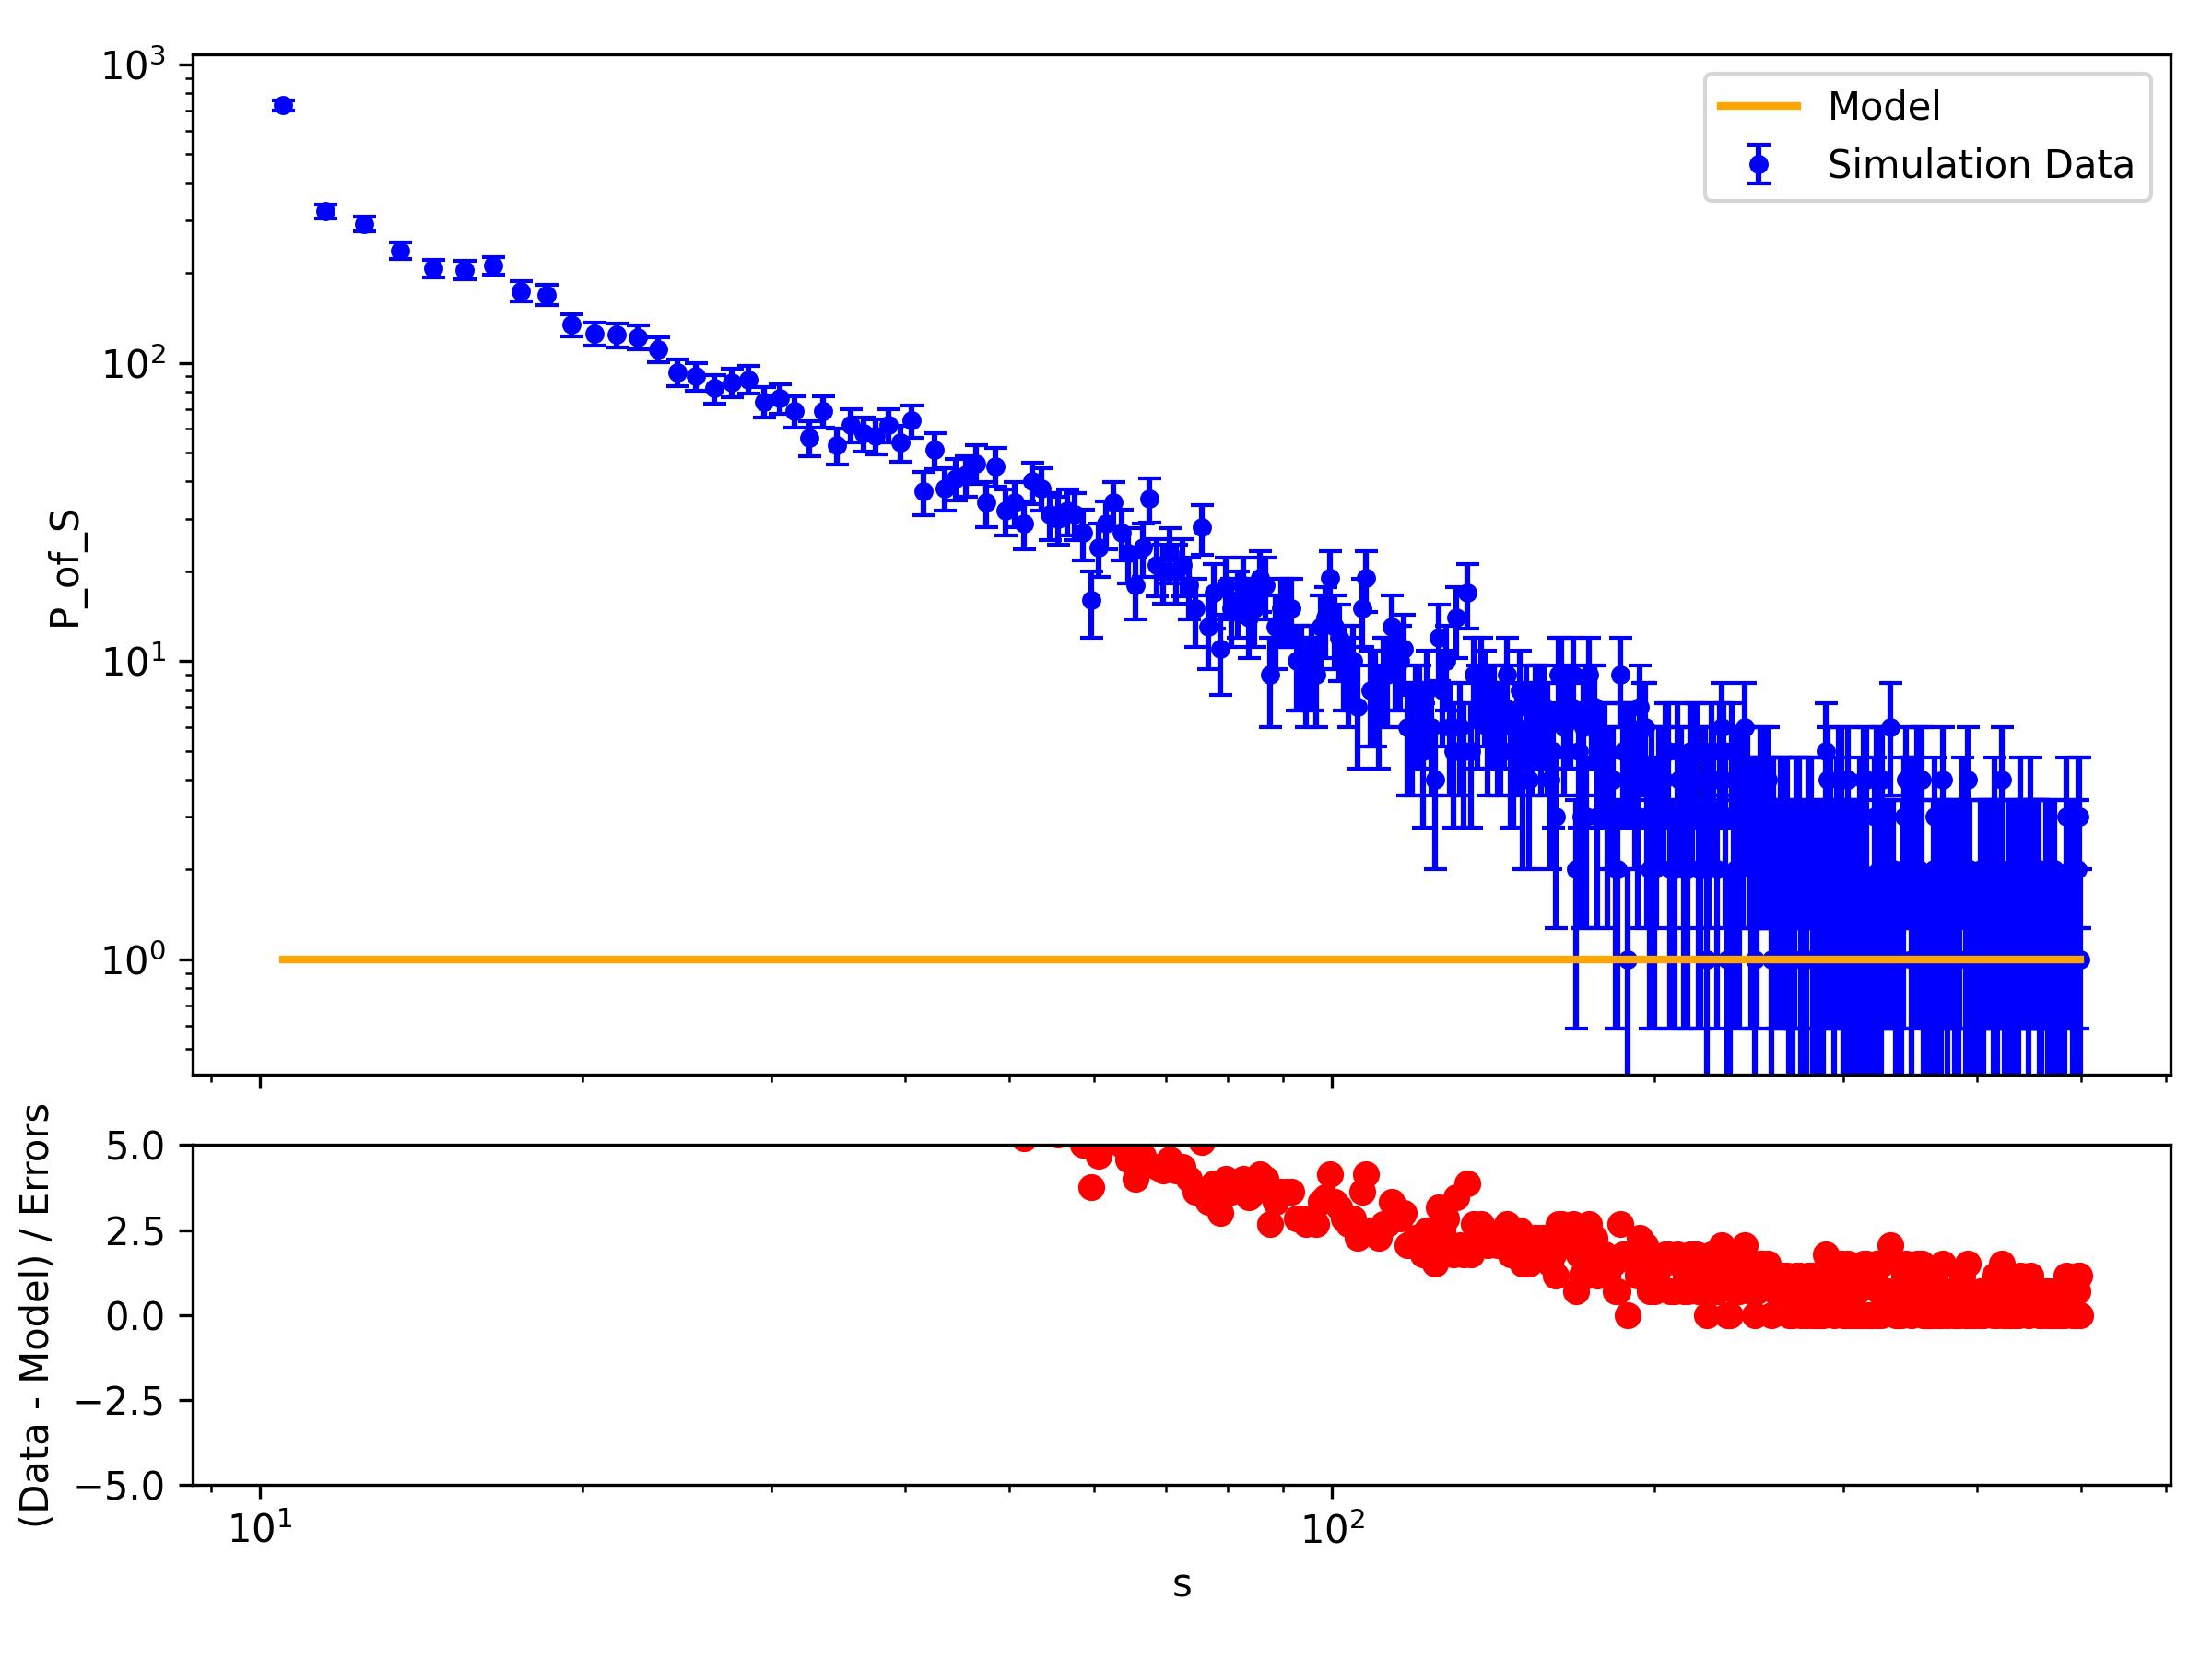 10³
10²
10¹
10⁰
P_of_S
Model
Simulation Data
5.0
2.5
0.0
−2.5
−5.0
(Data - Model) / Errors
10¹
10²
s